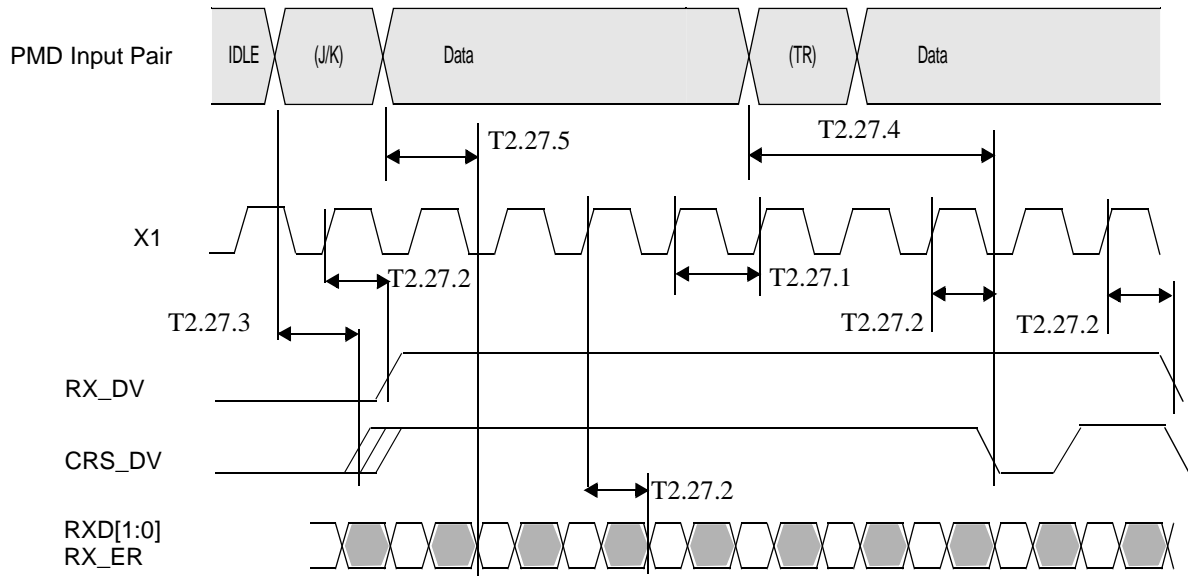 PMD Input Pair
IDLE (J/K) Data (TR) Data
T2.27.5
T2.27.4
X1
T2.27.2
T2.27.1
T2.27.3
T2.27.2
T2.27.2
RX_DV
CRS_DV
T2.27.2
RXD[1:0]
RX_ER